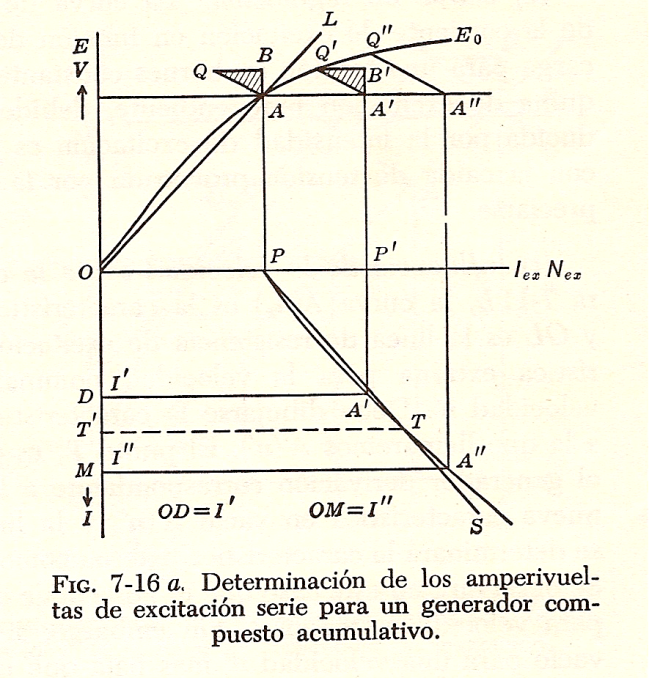 L
E
V
Q
B
Q'
Q''
E₀
B'
A
A'
A''
O
P
P'
I_ex N_ex
D
I'
A'
T'
T
M
I''
A''
I
OD=I'
OM=I''
S
FIG. 7-16 a. Determinación de los amperivuel-
tas de excitación serie para un generador com-
puesto acumulativo.